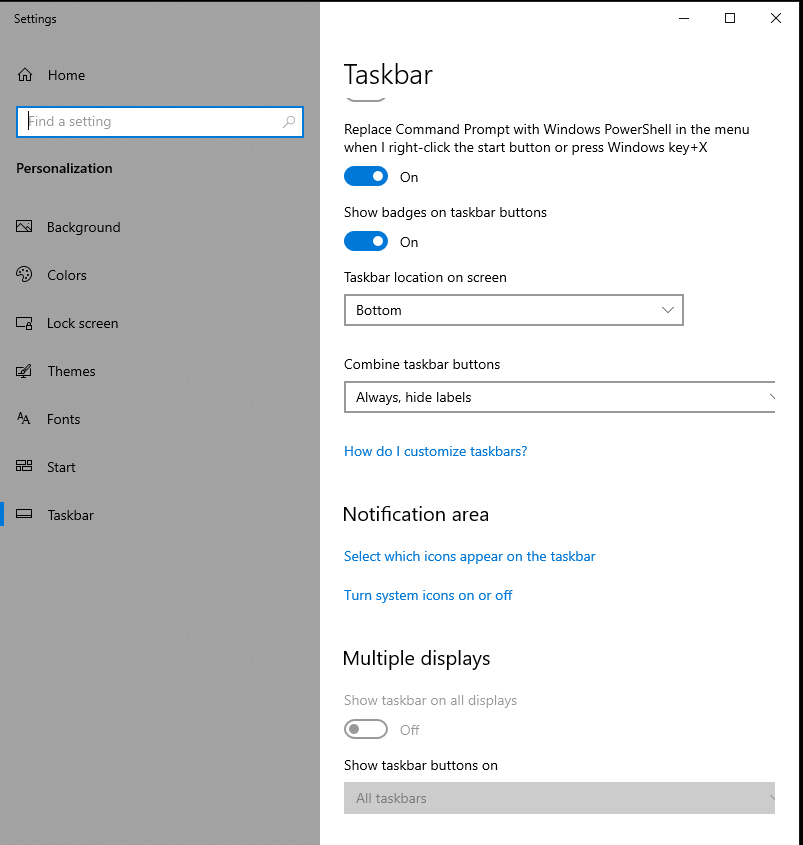 Settings
Home
Find a setting
Personalization
Background
Colors
Lock screen
Themes
Fonts
Start
Taskbar
Taskbar
Replace Command Prompt with Windows PowerShell in the menu
when I right-click the start button or press Windows key+X
On
Show badges on taskbar buttons
On
Taskbar location on screen
Bottom
Combine taskbar buttons
Always, hide labels
How do I customize taskbars?
Notification area
Select which icons appear on the taskbar
Turn system icons on or off
Multiple displays
Show taskbar on all displays
Off
Show taskbar buttons on
All taskbars